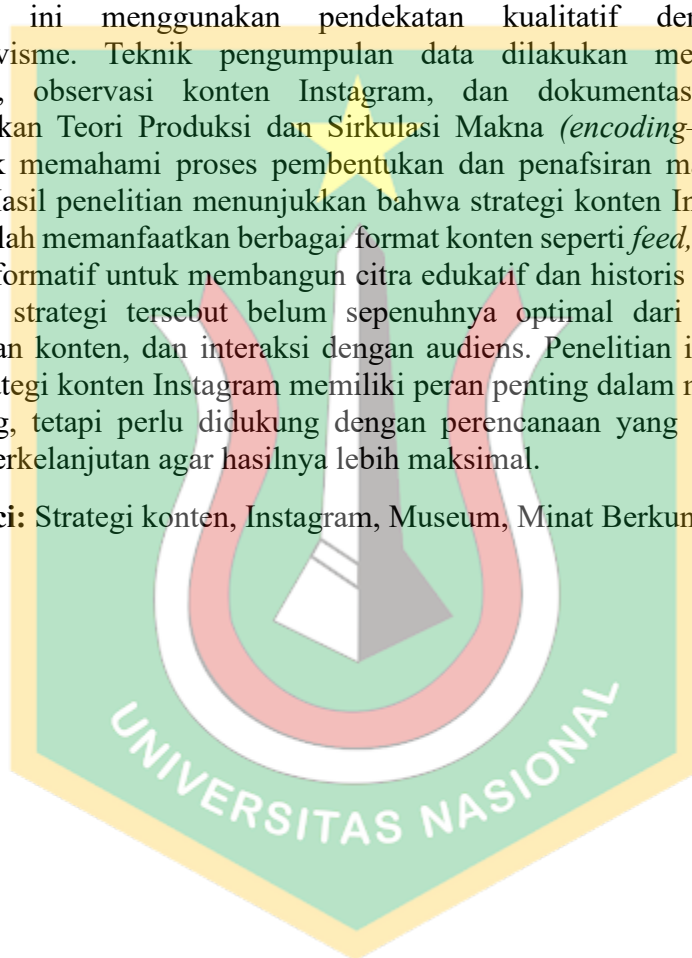 ini menggunakan pendekatan kualitatif
visme. Teknik pengumpulan data dilakukan
, observasi konten Instagram, dan
kan Teori Produksi dan Sirkulasi Makna (encoding-
k memahami proses pembentukan dan penafsiran
asil penelitian menunjukkan bahwa strategi konten
lah memanfaatkan berbagai format konten seperti feed,
formatif untuk membangun citra edukatif dan historis
strategi tersebut belum sepenuhnya optimal dari
an konten, dan interaksi dengan audiens. Penelitian
tegi konten Instagram memiliki peran penting dalam
g, tetapi perlu didukung dengan perencanaan yang
erkelanjutan agar hasilnya lebih maksimal.
ci: Strategi konten, Instagram, Museum, Minat
UNIVERSITAS NASIONAL